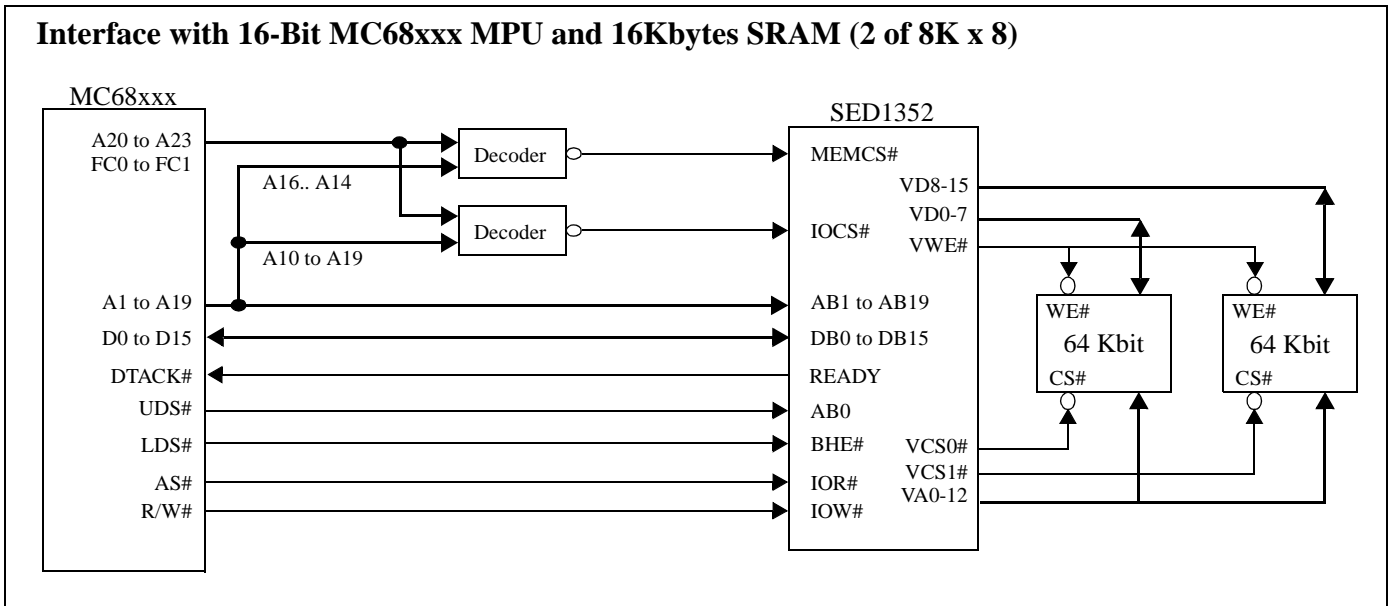 Interface with 16-Bit MC68xxx MPU and 16Kbytes SRAM (2 of 8K x 8)
MC68xxx
A20 to A23
FC0 to FC1
A1 to A19
D0 to D15
DTACK#
UDS#
LDS#
AS#
R/W#
A16.. A14
A10 to A19
Decoder
Decoder
SED1352
MEMCS#
IOCS#
AB1 to AB19
DB0 to DB15
READY
AB0
BHE#
IOR#
IOW#
VD8-15
VD0-7
VWE#
VCS0#
VCS1#
VA0-12
WE#
64 Kbit
CS#
WE#
64 Kbit
CS#